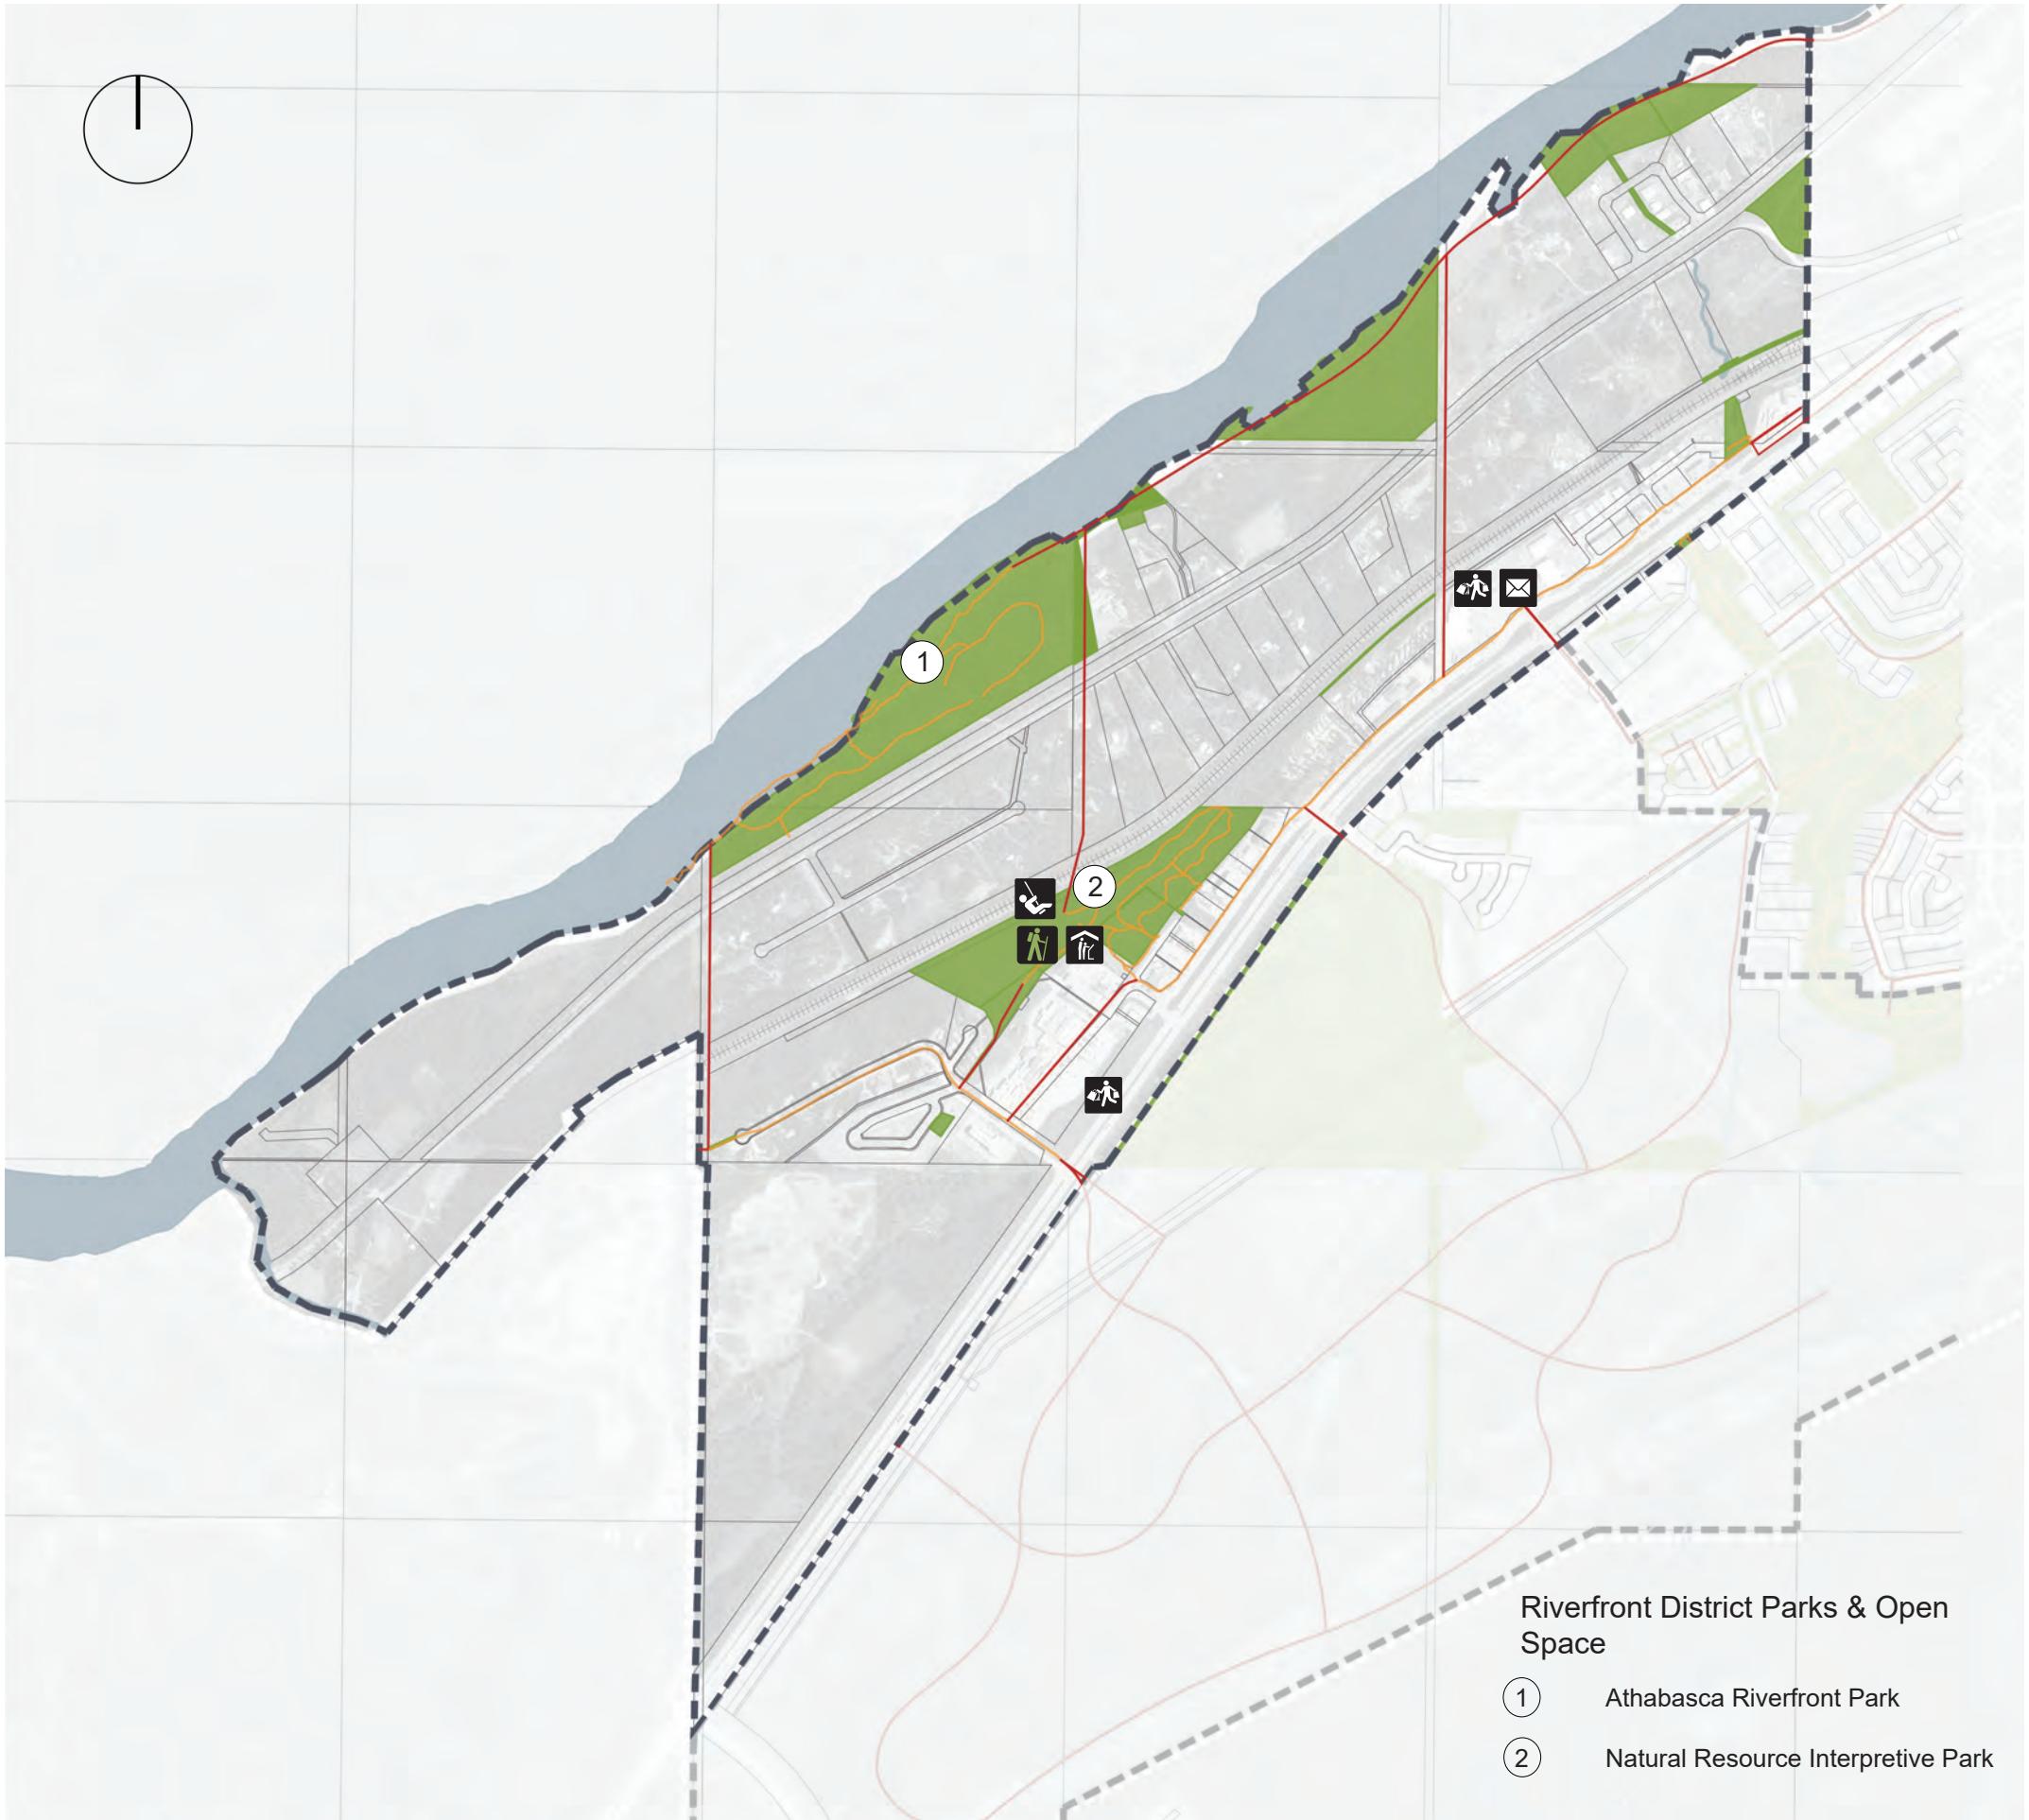 1
2
Riverfront District Parks & Open
Space
1 Athabasca Riverfront Park
2 Natural Resource Interpretive Park